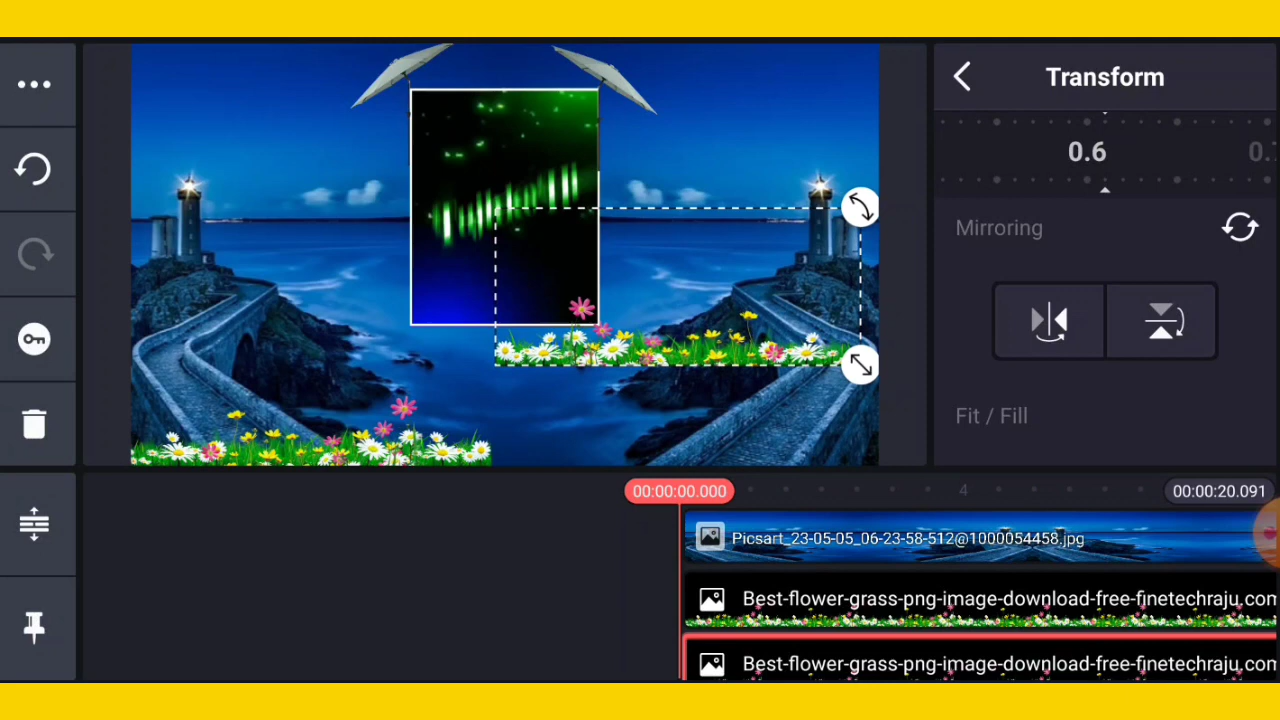 Transform
0.6
0.
Mirroring
Fit / Fill
00:00:00.000
4
00:00:20.091
Picsart_23-05-05_06-23-58-512@1000054458.jpg
Best-flower-grass-png-image-download-free-finetechraju.com
Best-flower-grass-png-image-download-free-finetechraju.com